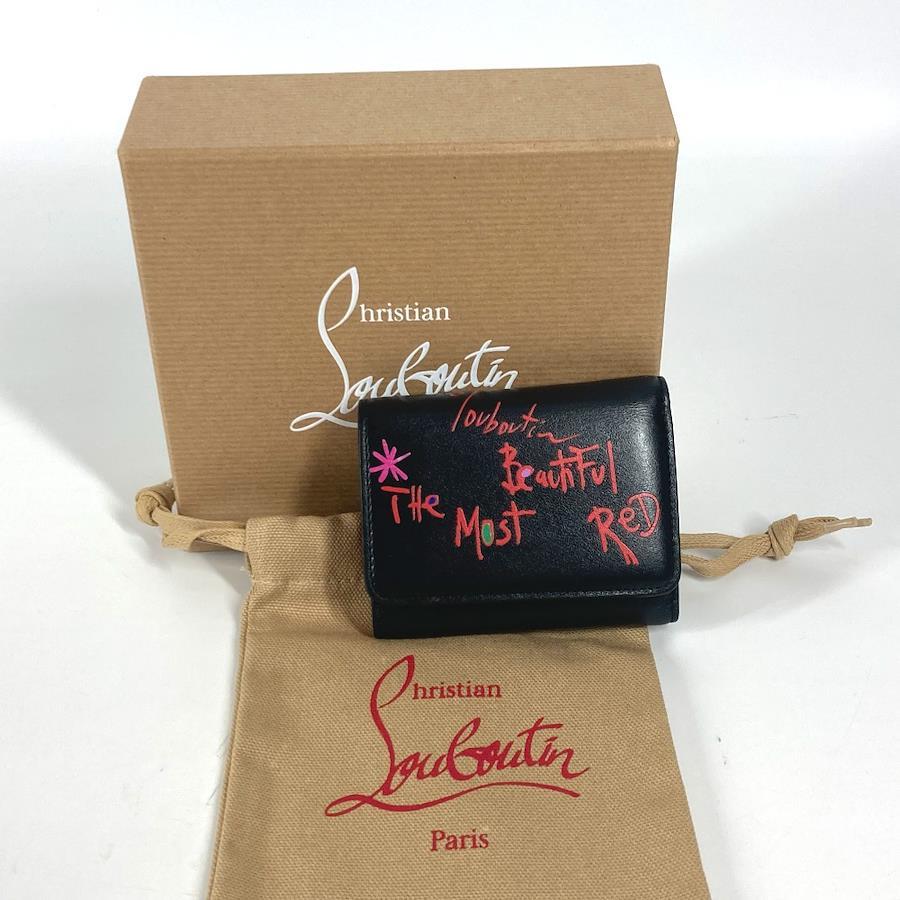 Christian
Louboutin
Louboutin
Beautiful
THe
Most
ReD
Christian
Louboutin
Paris